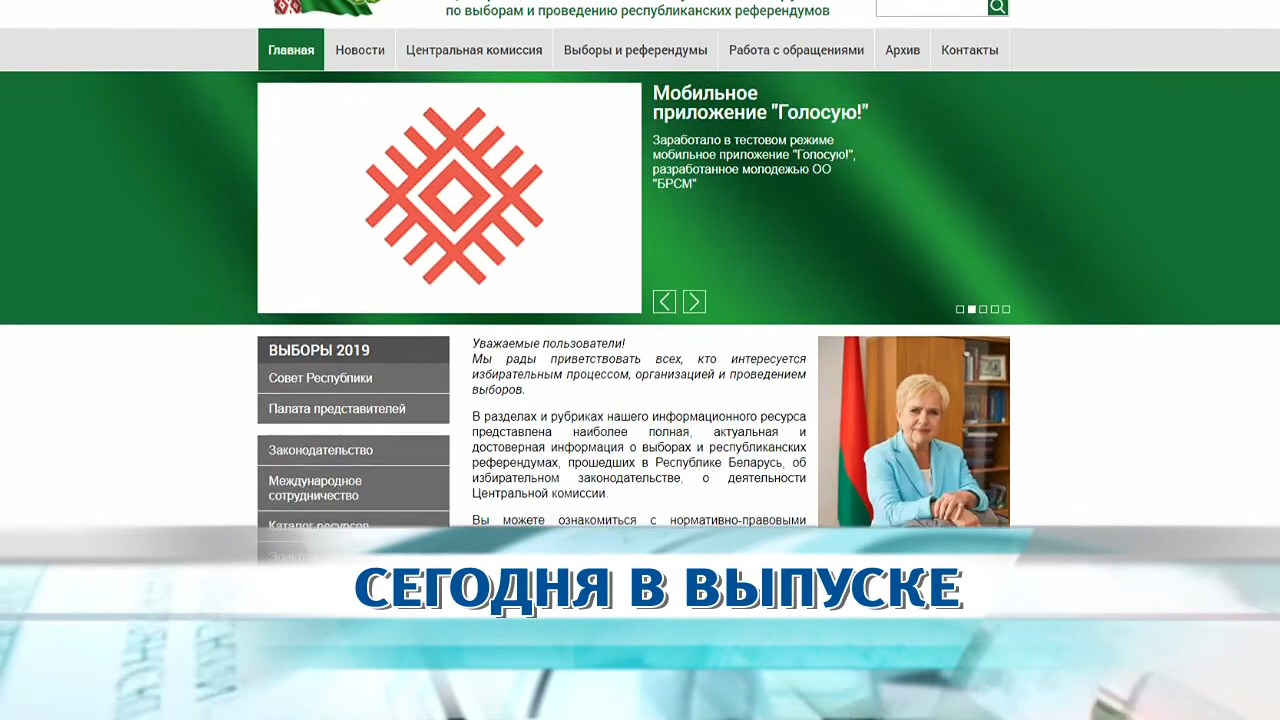 по выборам и проведению республиканских референдумов
Главная Новости Центральная комиссия Выборы и референдумы Работа с обращениями Архив Контакты
Мобильное
приложение "Голосую!"
Заработало в тестовом режиме
мобильное приложение "Голосую!",
разработанное молодежью ОО
"БРСМ"
ВЫБОРЫ 2019
Совет Республики
Палата представителей
Законодательство
Международное
сотрудничество
Каталог ресурсов
Уважаемые пользователи!
Мы рады приветствовать всех, кто интересуется
избирательным процессом, организацией и проведением
выборов.
В разделах и рубриках нашего информационного ресурса
представлена наиболее полная, актуальная и
достоверная информация о выборах и республиканских
референдумах, прошедших в Республике Беларусь, об
избирательном законодательстве, о деятельности
Центральной комиссии.
Вы можете ознакомиться с нормативно-правовыми
СЕГОДНЯ В ВЫПУСКЕ